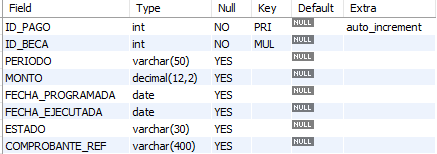 Field Type Null Key Default Extra
ID_PAGO int NO PRI NULL auto_increment
ID_BECA int NO MUL NULL
PERIODO varchar(50) YES NULL
MONTO decimal(12,2) YES NULL
FECHA_PROGRAMADA date YES NULL
FECHA_EJECUTADA date YES NULL
ESTADO varchar(30) YES NULL
COMPROBANTE_REF varchar(400) YES NULL